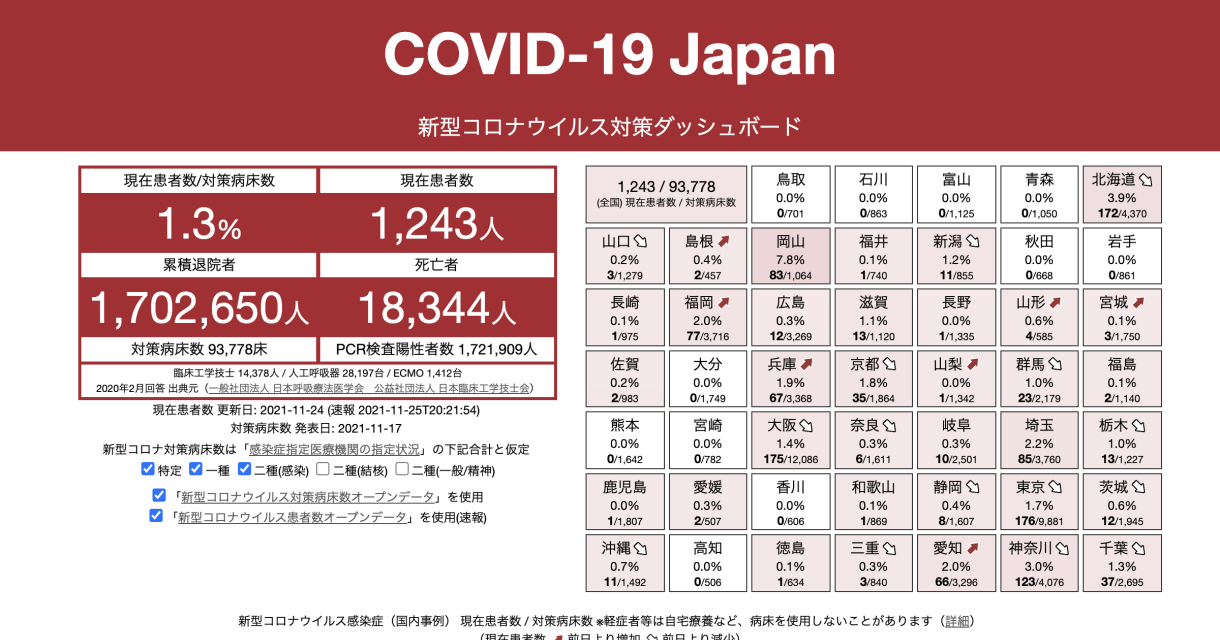 COVID-19 Japan
新型コロナウイルス対策ダッシュボード
現在患者数/対策病床数
現在患者数
1.3%
1,243人
累積退院者
死亡者
1,702,650人
18,344人
対策病床数 93,778床
PCR検査陽性者数 1,721,909人
臨床工学技士 14,378人 / 人工呼吸器 28,197台 / ECMO 1,412台
2020年2月回答 出典元（一般社団法人 日本呼吸療法医学会　公益社団法人 日本臨床工学技士会）
現在患者数 更新日: 2021-11-24 (速報 2021-11-25T20:21:54)
対策病床数 発表日: 2021-11-17
新型コロナ対策病床数は「感染症指定医療機関の指定状況」の下記合計と仮定
特定 一種 二種(感染) 二種(結核) 二種(一般/精神)
「新型コロナウイルス対策病床数オープンデータ」を使用
「新型コロナウイルス患者数オープンデータ」を使用(速報)
1,243 / 93,778
(全国) 現在患者数 / 対策病床数
鳥取
0.0%
0/701
石川
0.0%
0/863
富山
0.0%
0/1,125
青森
0.0%
0/1,050
北海道
3.9%
172/4,370
山口
0.2%
3/1,279
島根
0.4%
2/457
岡山
7.8%
83/1,064
福井
0.1%
1/740
新潟
1.2%
11/855
秋田
0.0%
0/668
岩手
0.0%
0/861
長崎
0.1%
1/975
福岡
2.0%
77/3,716
広島
0.3%
12/3,269
滋賀
1.1%
13/1,120
長野
0.0%
1/1,335
山形
0.6%
4/585
宮城
0.1%
3/1,750
佐賀
0.2%
2/983
大分
0.0%
0/1,749
兵庫
1.9%
67/3,368
京都
1.8%
35/1,864
山梨
0.0%
1/1,342
群馬
1.0%
23/2,179
福島
0.1%
2/1,140
熊本
0.0%
0/1,642
宮崎
0.0%
0/782
大阪
1.4%
175/12,086
奈良
0.3%
6/1,611
岐阜
0.3%
10/2,501
埼玉
2.2%
85/3,760
栃木
1.0%
13/1,227
鹿児島
0.0%
1/1,807
愛媛
0.3%
2/507
香川
0.0%
0/606
和歌山
0.1%
1/869
静岡
0.4%
8/1,607
東京
1.7%
176/9,881
茨城
0.6%
12/1,945
沖縄
0.7%
11/1,492
高知
0.0%
0/506
徳島
0.1%
1/634
三重
0.3%
3/840
愛知
2.0%
66/3,296
神奈川
3.0%
123/4,076
千葉
1.3%
37/2,695
新型コロナウイルス感染症（国内事例） 現在患者数 / 対策病床数 ※軽症者等は自宅療養など、病床を使用しないことがあります（詳細）
（現在患者数 前日より増加 前日より減少）